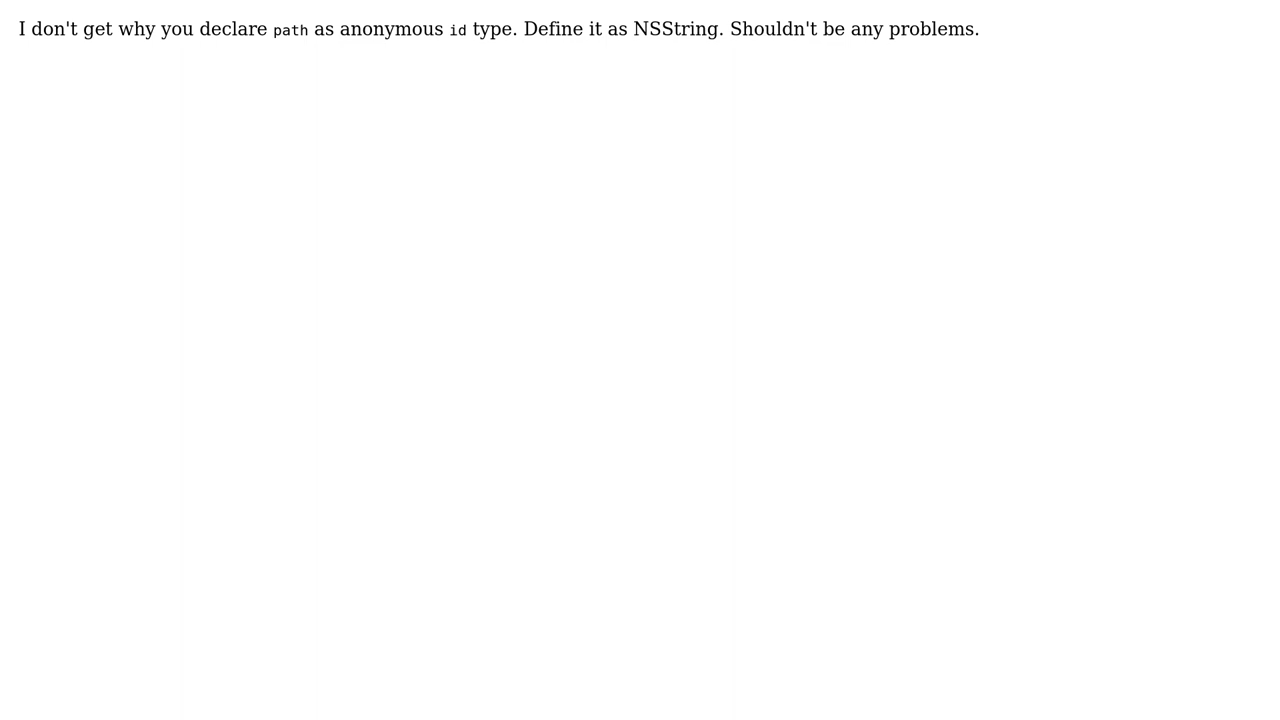 I don't get why you declare path as anonymous id type. Define it as NSString. Shouldn't be any problems.